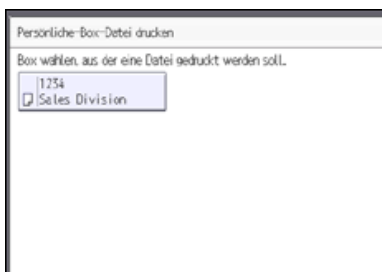 Persönliche-Box-Datei drucken
Box wählen, aus der eine Datei gedruckt werden soll.
1234
Sales Division